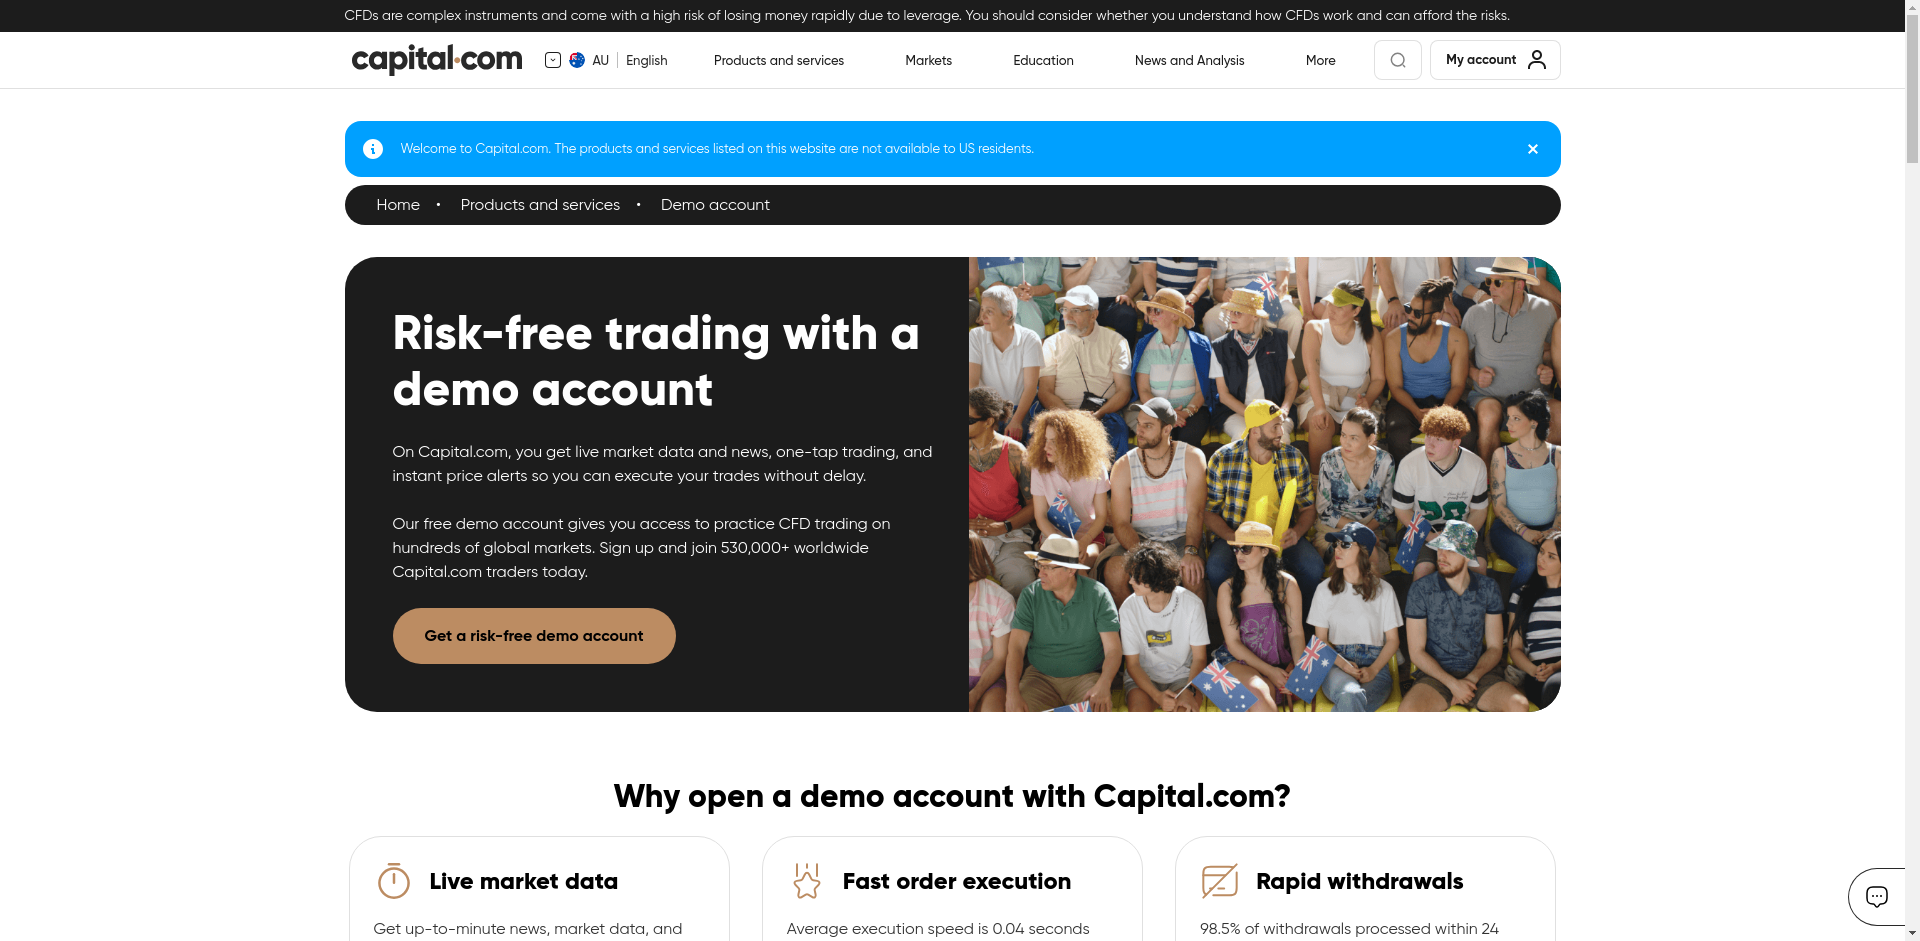 CFDs are complex instruments and come with a high risk of losing money rapidly due to leverage. You should consider whether you understand how CFDs work and can afford the risks.
capital.com AU English Products and services Markets Education News and Analysis More My account
Welcome to Capital.com. The products and services listed on this website are not available to US residents.
Home • Products and services • Demo account
Risk-free trading with a
demo account
On Capital.com, you get live market data and news, one-tap trading, and
instant price alerts so you can execute your trades without delay.
Our free demo account gives you access to practice CFD trading on
hundreds of global markets. Sign up and join 530,000+ worldwide
Capital.com traders today.
Get a risk-free demo account
Why open a demo account with Capital.com?
Live market data
Get up-to-minute news, market data, and
Fast order execution
Average execution speed is 0.04 seconds
Rapid withdrawals
98.5% of withdrawals processed within 24